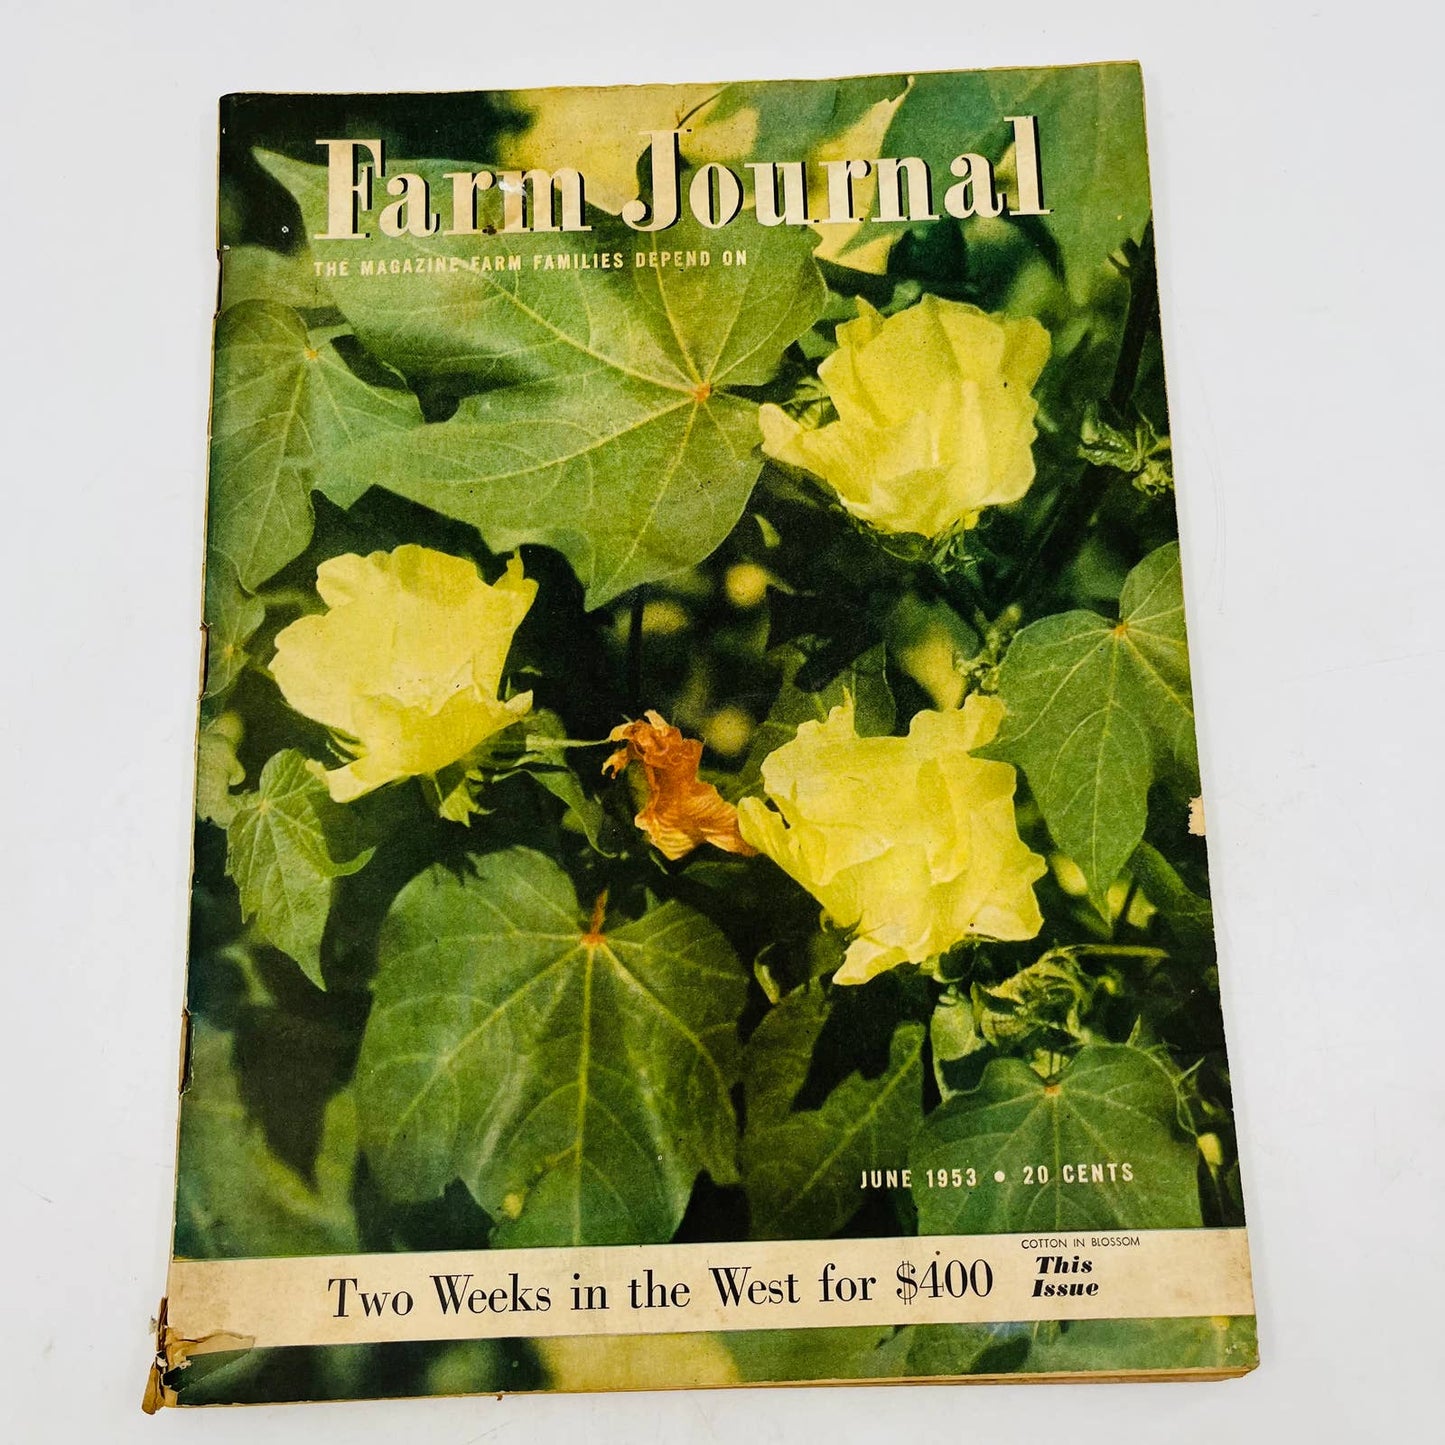 Farm Journal
THE MAGAZINE FARM FAMILIES DEPEND ON
JUNE 1953 • 20 CENTS
COTTON IN BLOSSOM
Two Weeks in the West for $400
This
Issue